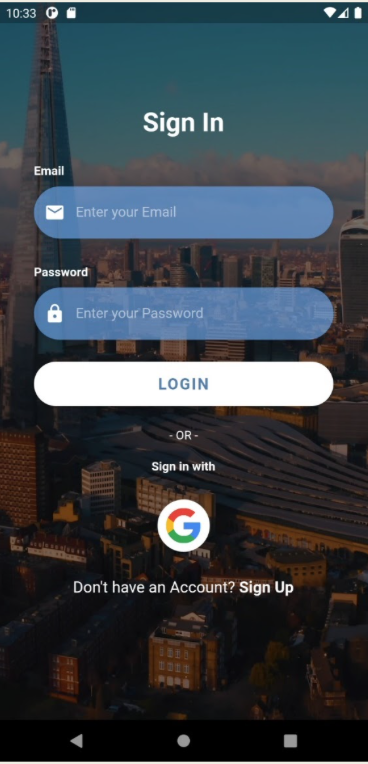 10:33
Sign In
Email
Enter your Email
Password
Enter your Password
LOGIN
- OR -
Sign in with
G
Don't have an Account? Sign Up